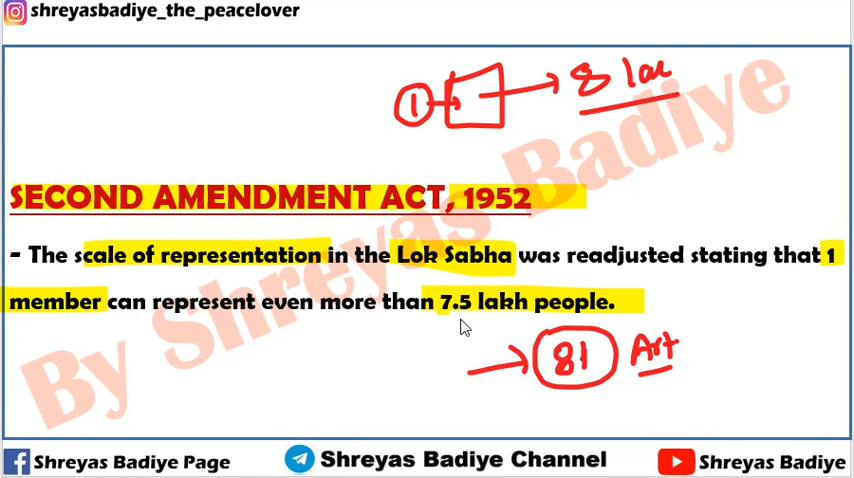 shreyasbadiye_the_peacelover
1 8 lac
SECOND AMENDMENT ACT, 1952
- The scale of representation in the Lok Sabha was readjusted stating that 1
member can represent even more than 7.5 lakh people.
81 Art
By Shreyas Badiye
Shreyas Badiye Page
Shreyas Badiye Channel
Shreyas Badiye